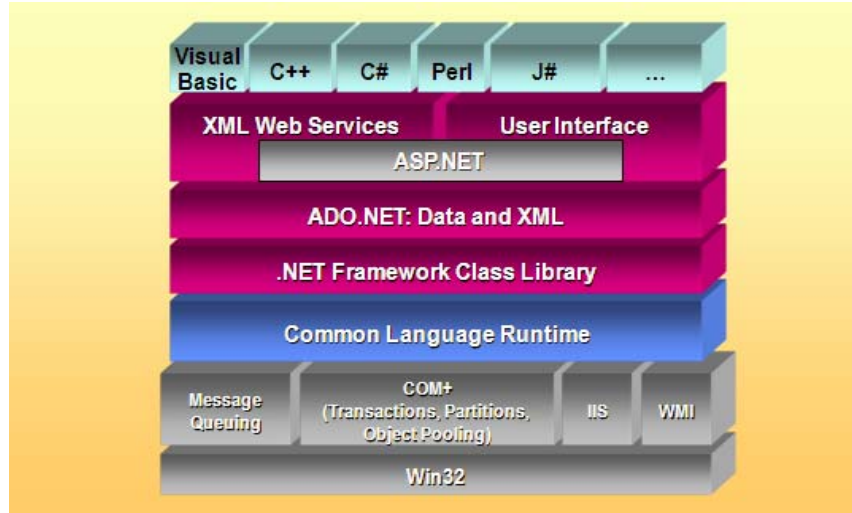 Visual
Basic
C++
C#
Perl
J#
...
XML Web Services
User Interface
ASP.NET
ADO.NET: Data and XML
.NET Framework Class Library
Common Language Runtime
Message
Queuing
COM+
(Transactions, Partitions,
Object Pooling)
IIS
WMI
Win32